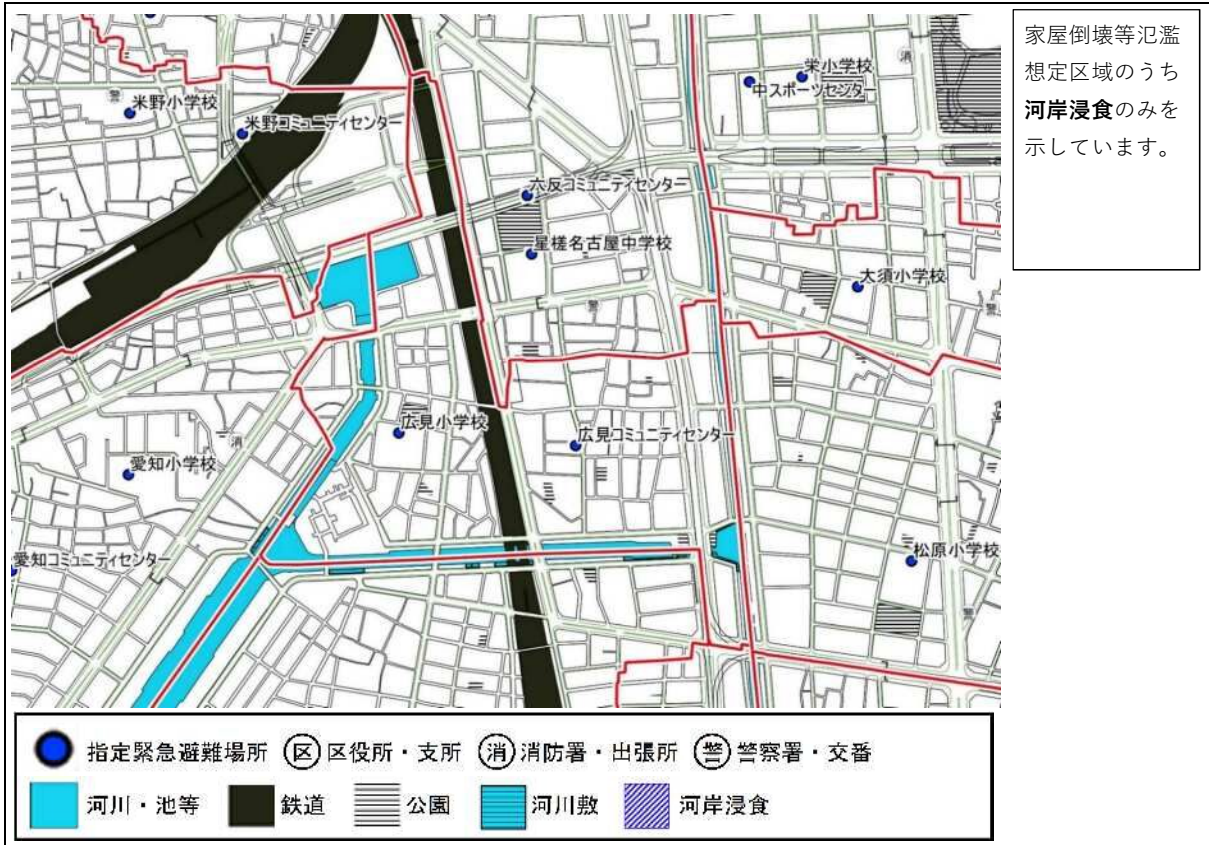 家屋倒壊等氾濫
想定区域のうち
河岸浸食のみを
示しています。
栄小学校
消
中スポーツセンター
警
米野小学校
米野コミュニティセンター
六反コミュニティセンター
星槎名古屋中学校
大須小学校
警
警
広見小学校
広見コミュニティセンター
消
愛知小学校
愛知コミュニティセンター
松原小学校
警
指定緊急避難場所 区 区役所・支所 消 消防署・出張所 警 警察署・交番
河川・池等 鉄道 公園 河川敷 河岸浸食